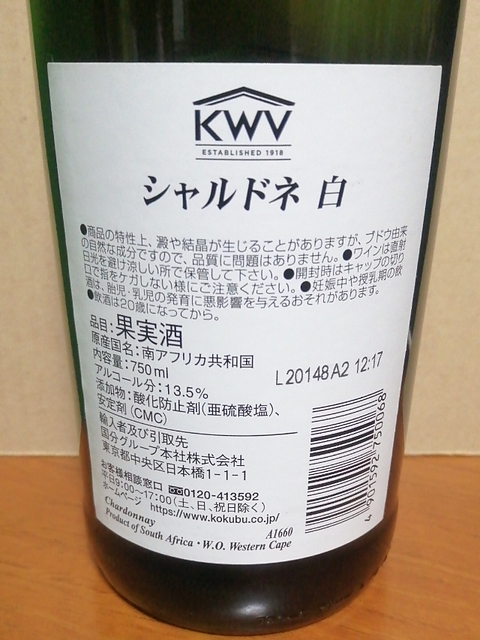 KWV
ESTABLISHED 1918
シャルドネ 白
●商品の特性上、澱や結晶が生じることがありますが、ブドウ由来
の自然な成分ですので、品質に問題はありません。●ワインは直射
日光を避け涼しい所で保管して下さい。●開封時はキャップの切り
口で指をケガしない様にご注意ください。●妊娠中や授乳期の飲
酒は、胎児・乳児の発育に悪影響を与えるおそれがあります。
●飲酒は20歳になってから。
品目:果実酒
原産国名:南アフリカ共和国
内容量:750ml
アルコール分:13.5%
添加物:酸化防止剤(亜硫酸塩)、
安定剤(CMC)
L20148A2 12:17
輸入者及び引取先
国分グループ本社株式会社
東京都中央区日本橋1-1-1
お客様相談窓口 0120-413592
平日9:00〜17:00(土、日、祝日除く)
ホームページ https://www.kokubu.co.jp/
4 901592 750068
Chardonnay
A1660
Product of South Africa・W.O. Western Cape